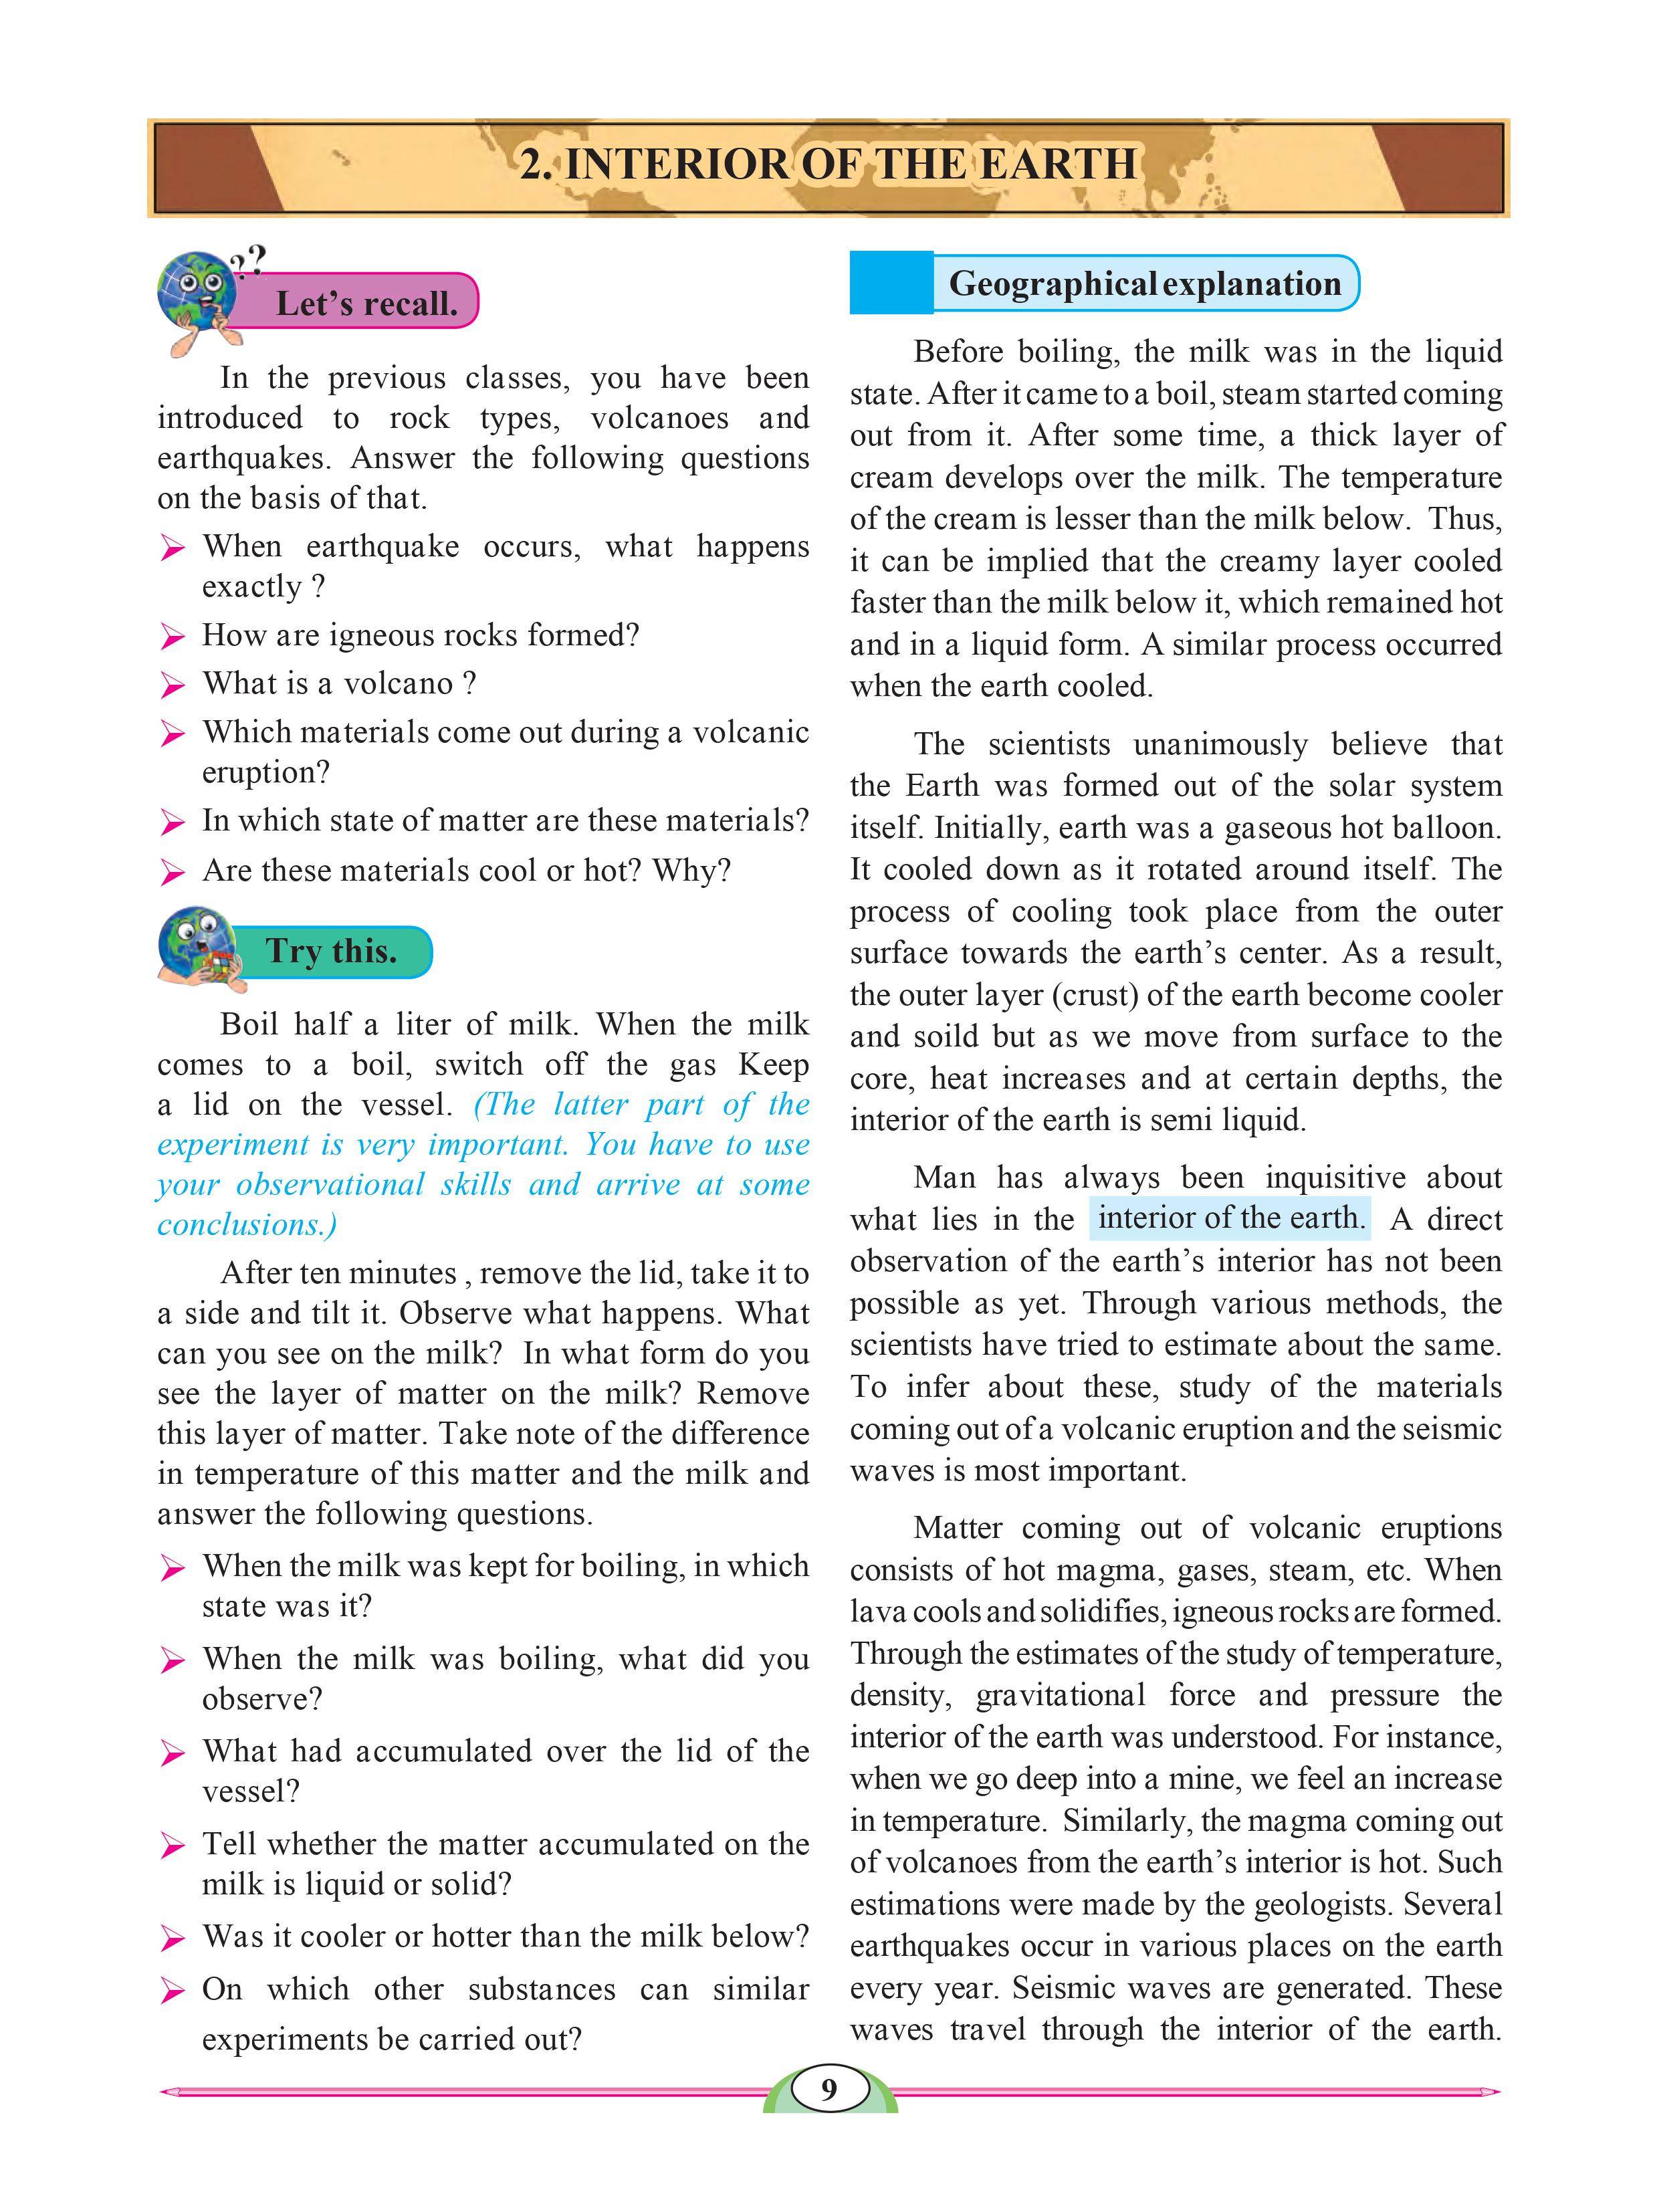 2. INTERIOR OF THE EARTH
??
Let’s recall.
In the previous classes, you have been
introduced to rock types, volcanoes and
earthquakes. Answer the following questions
on the basis of that.
When earthquake occurs, what happens
exactly ?
How are igneous rocks formed?
What is a volcano ?
Which materials come out during a volcanic
eruption?
In which state of matter are these materials?
Are these materials cool or hot? Why?
Try this.
Boil half a liter of milk. When the milk
comes to a boil, switch off the gas Keep
a lid on the vessel. (The latter part of the
experiment is very important. You have to use
your observational skills and arrive at some
conclusions.)
After ten minutes , remove the lid, take it to
a side and tilt it. Observe what happens. What
can you see on the milk? In what form do you
see the layer of matter on the milk? Remove
this layer of matter. Take note of the difference
in temperature of this matter and the milk and
answer the following questions.
When the milk was kept for boiling, in which
state was it?
When the milk was boiling, what did you
observe?
What had accumulated over the lid of the
vessel?
Tell whether the matter accumulated on the
milk is liquid or solid?
Was it cooler or hotter than the milk below?
On which other substances can similar
experiments be carried out?
Geographical explanation
Before boiling, the milk was in the liquid
state. After it came to a boil, steam started coming
out from it. After some time, a thick layer of
cream develops over the milk. The temperature
of the cream is lesser than the milk below. Thus,
it can be implied that the creamy layer cooled
faster than the milk below it, which remained hot
and in a liquid form. A similar process occurred
when the earth cooled.
The scientists unanimously believe that
the Earth was formed out of the solar system
itself. Initially, earth was a gaseous hot balloon.
It cooled down as it rotated around itself. The
process of cooling took place from the outer
surface towards the earth’s center. As a result,
the outer layer (crust) of the earth become cooler
and soild but as we move from surface to the
core, heat increases and at certain depths, the
interior of the earth is semi liquid.
Man has always been inquisitive about
what lies in the interior of the earth. A direct
observation of the earth’s interior has not been
possible as yet. Through various methods, the
scientists have tried to estimate about the same.
To infer about these, study of the materials
coming out of a volcanic eruption and the seismic
waves is most important.
Matter coming out of volcanic eruptions
consists of hot magma, gases, steam, etc. When
lava cools and solidifies, igneous rocks are formed.
Through the estimates of the study of temperature,
density, gravitational force and pressure the
interior of the earth was understood. For instance,
when we go deep into a mine, we feel an increase
in temperature. Similarly, the magma coming out
of volcanoes from the earth’s interior is hot. Such
estimations were made by the geologists. Several
earthquakes occur in various places on the earth
every year. Seismic waves are generated. These
waves travel through the interior of the earth.
9